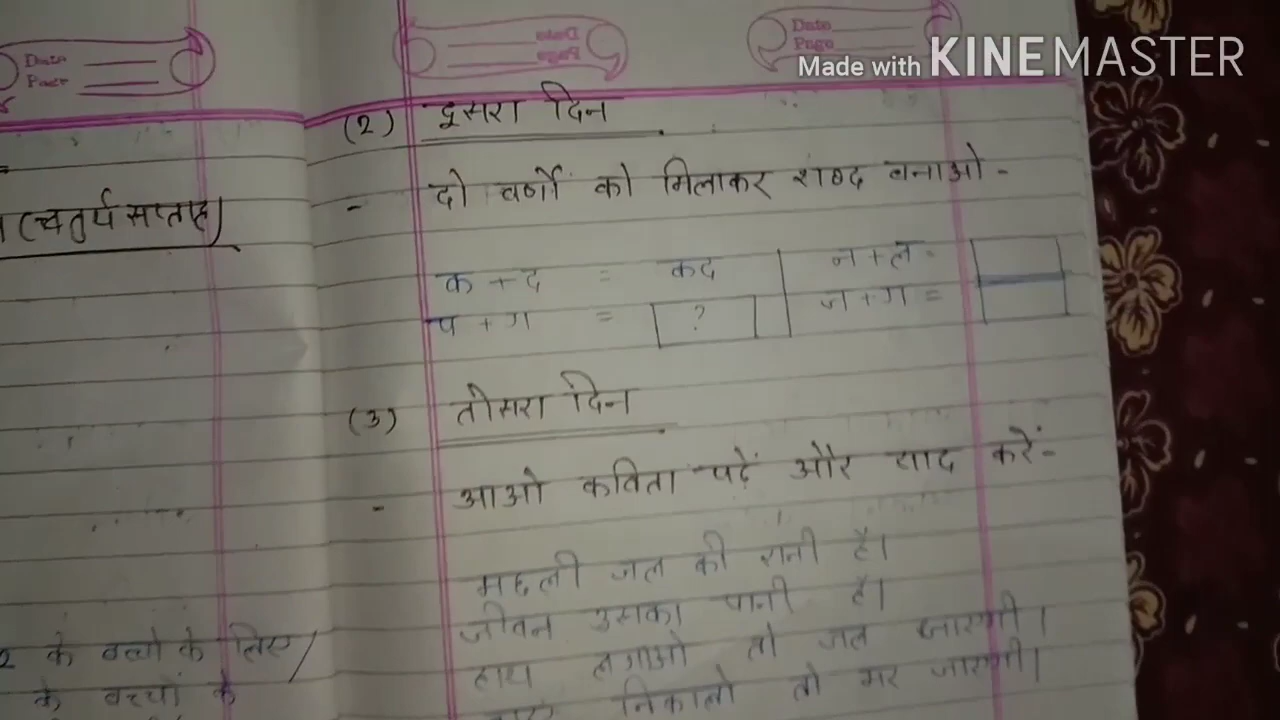 Date
Page
Date
Page
Date
Page
Made with KINEMASTER
(चतुर्थ सप्ताह)
2 के बच्चो के लिए/
के बच्चों के
(2) दूसरा दिन
- दो वर्णों को मिलाकर शब्द बनाओ-
क + द = कद | न + ल =
प + ग = ? | ज + ग =
(3) तीसरा दिन
- आओ कविता पढ़ें और याद करें-
मछली जल की रानी है।
जीवन उसका पानी है।
हाथ लगाओ तो जल जाएगी।
निकालो तो मर जाएगी।